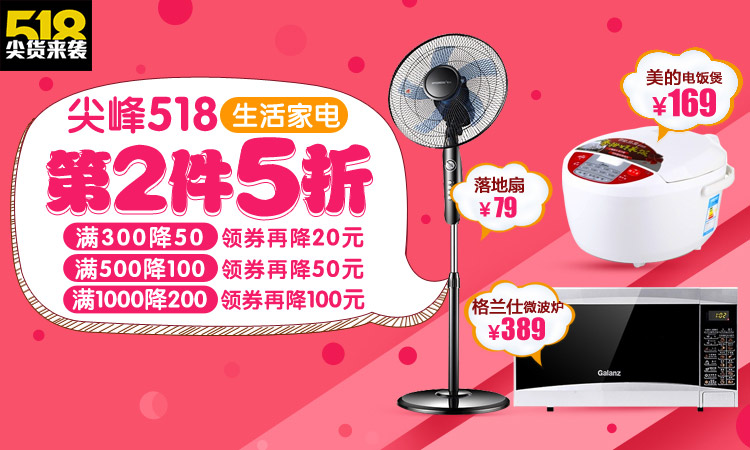 518
尖货来袭
尖峰518 生活家电
第2件5折
满300降50 领券再降20元
满500降100 领券再降50元
满1000降200 领券再降100元
美的电饭煲
¥169
落地扇
¥79
格兰仕微波炉
¥389
1:02
Galanz